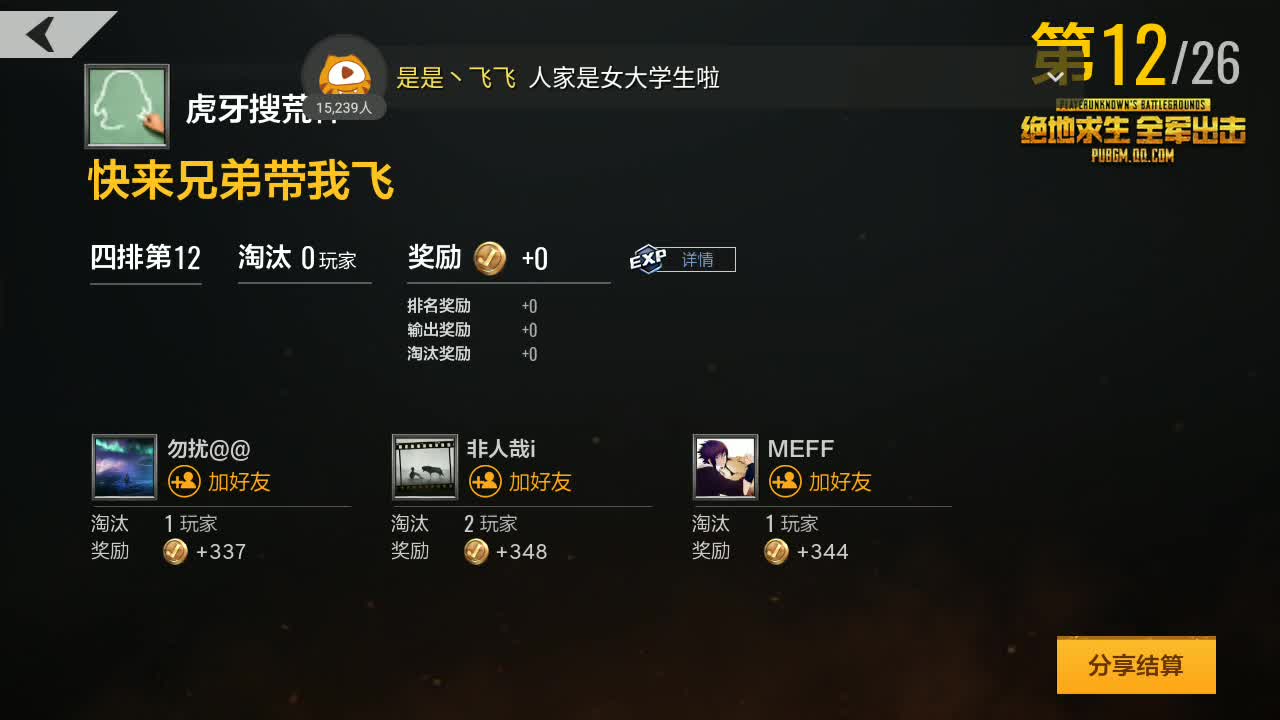 第12/26
是是丶飞飞 人家是女大学生啦
15,239人
虎牙搜荒
PLAYERUNKNOWN'S BATTLEGROUNDS
绝地求生 全军出击
PUBGM.QQ.COM
快来兄弟带我飞
四排第12 淘汰 0玩家 奖励 +0 EXP 详情
排名奖励 +0
输出奖励 +0
淘汰奖励 +0
勿扰@@ 非人哉i MEFF
加好友 加好友 加好友
淘汰 1 玩家 淘汰 2 玩家 淘汰 1 玩家
奖励 +337 奖励 +348 奖励 +344
分享结算